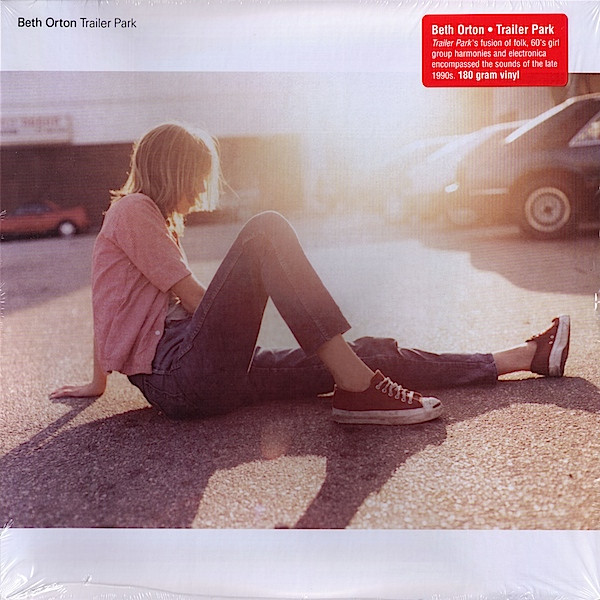 Beth Orton Trailer Park
Beth Orton • Trailer Park
Trailer Park's fusion of folk, 60's girl
group harmonies and electronica
encompassed the sounds of the late
1990s. 180 gram vinyl